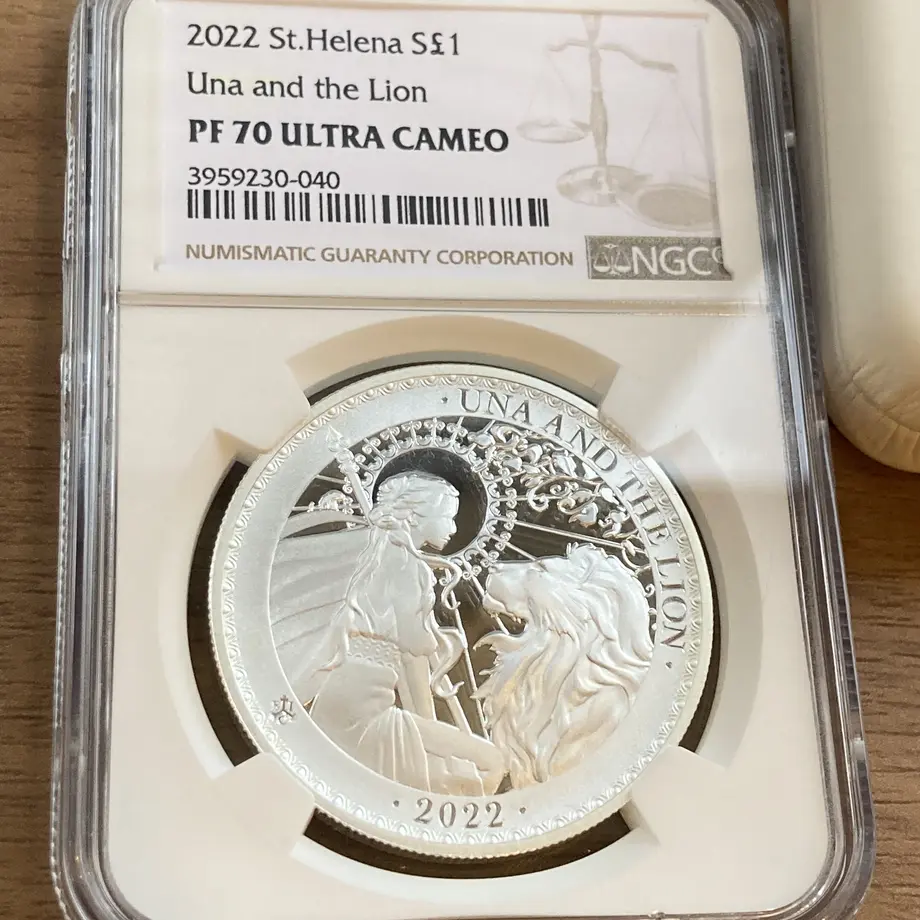 2022 St.Helena S£1
Una and the Lion
PF 70 ULTRA CAMEO
3959230-040
NUMISMATIC GUARANTY CORPORATION
NGC
· UNA AND THE LION ·
· 2022 ·